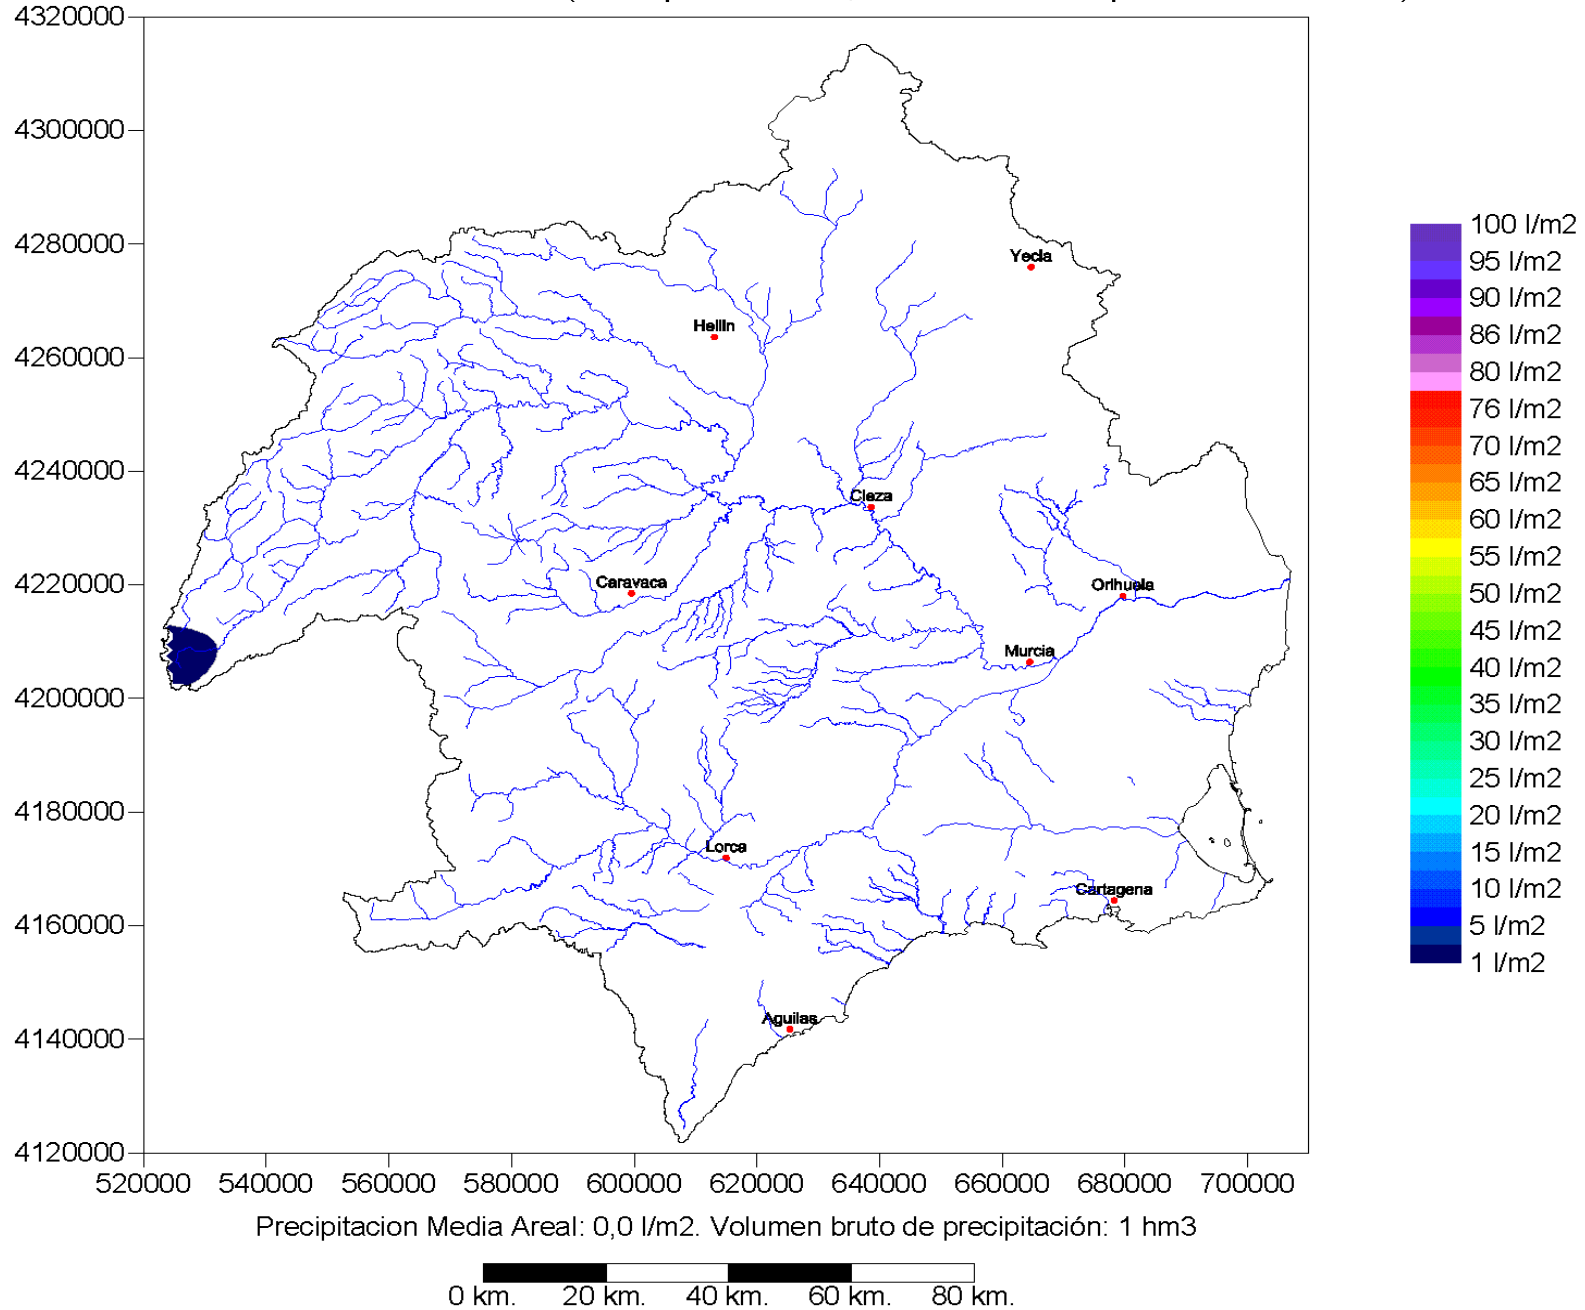 4320000
4300000
4280000
4260000
4240000
4220000
4200000
4180000
4160000
4140000
4120000
520000 540000 560000 580000 600000 620000 640000 660000 680000 700000
Yecla
Hellin
Cieza
Caravaca
Orihuela
Murcia
Lorca
Cartagena
Aguilas
100 l/m2
95 l/m2
90 l/m2
86 l/m2
80 l/m2
76 l/m2
70 l/m2
65 l/m2
60 l/m2
55 l/m2
50 l/m2
45 l/m2
40 l/m2
35 l/m2
30 l/m2
25 l/m2
20 l/m2
15 l/m2
10 l/m2
5 l/m2
1 l/m2
Precipitacion Media Areal: 0,0 l/m2. Volumen bruto de precipitación: 1 hm3
0 km. 20 km. 40 km. 60 km. 80 km.